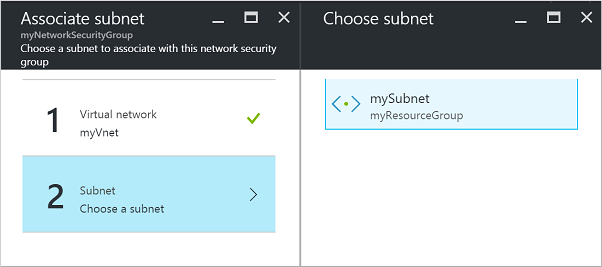 Associate subnet
myNetworkSecurityGroup
Choose a subnet to associate with this network security
group
1
Virtual network
myVnet
2
Subnet
Choose a subnet
Choose subnet
mySubnet
myResourceGroup